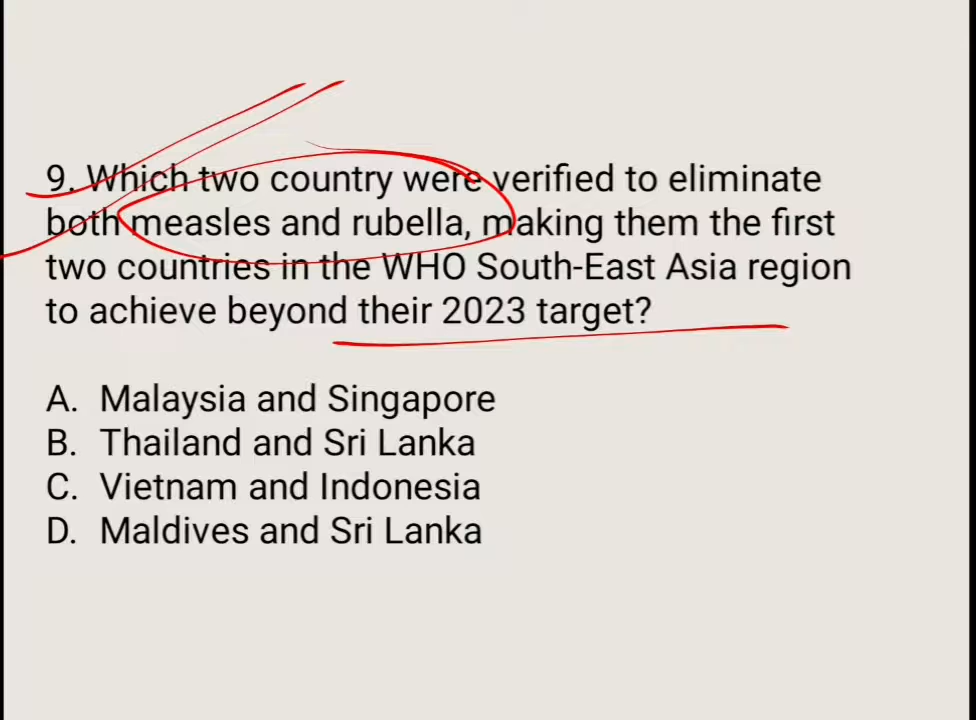 9. Which two country were verified to eliminate
both measles and rubella, making them the first
two countries in the WHO South-East Asia region
to achieve beyond their 2023 target?
A. Malaysia and Singapore
B. Thailand and Sri Lanka
C. Vietnam and Indonesia
D. Maldives and Sri Lanka